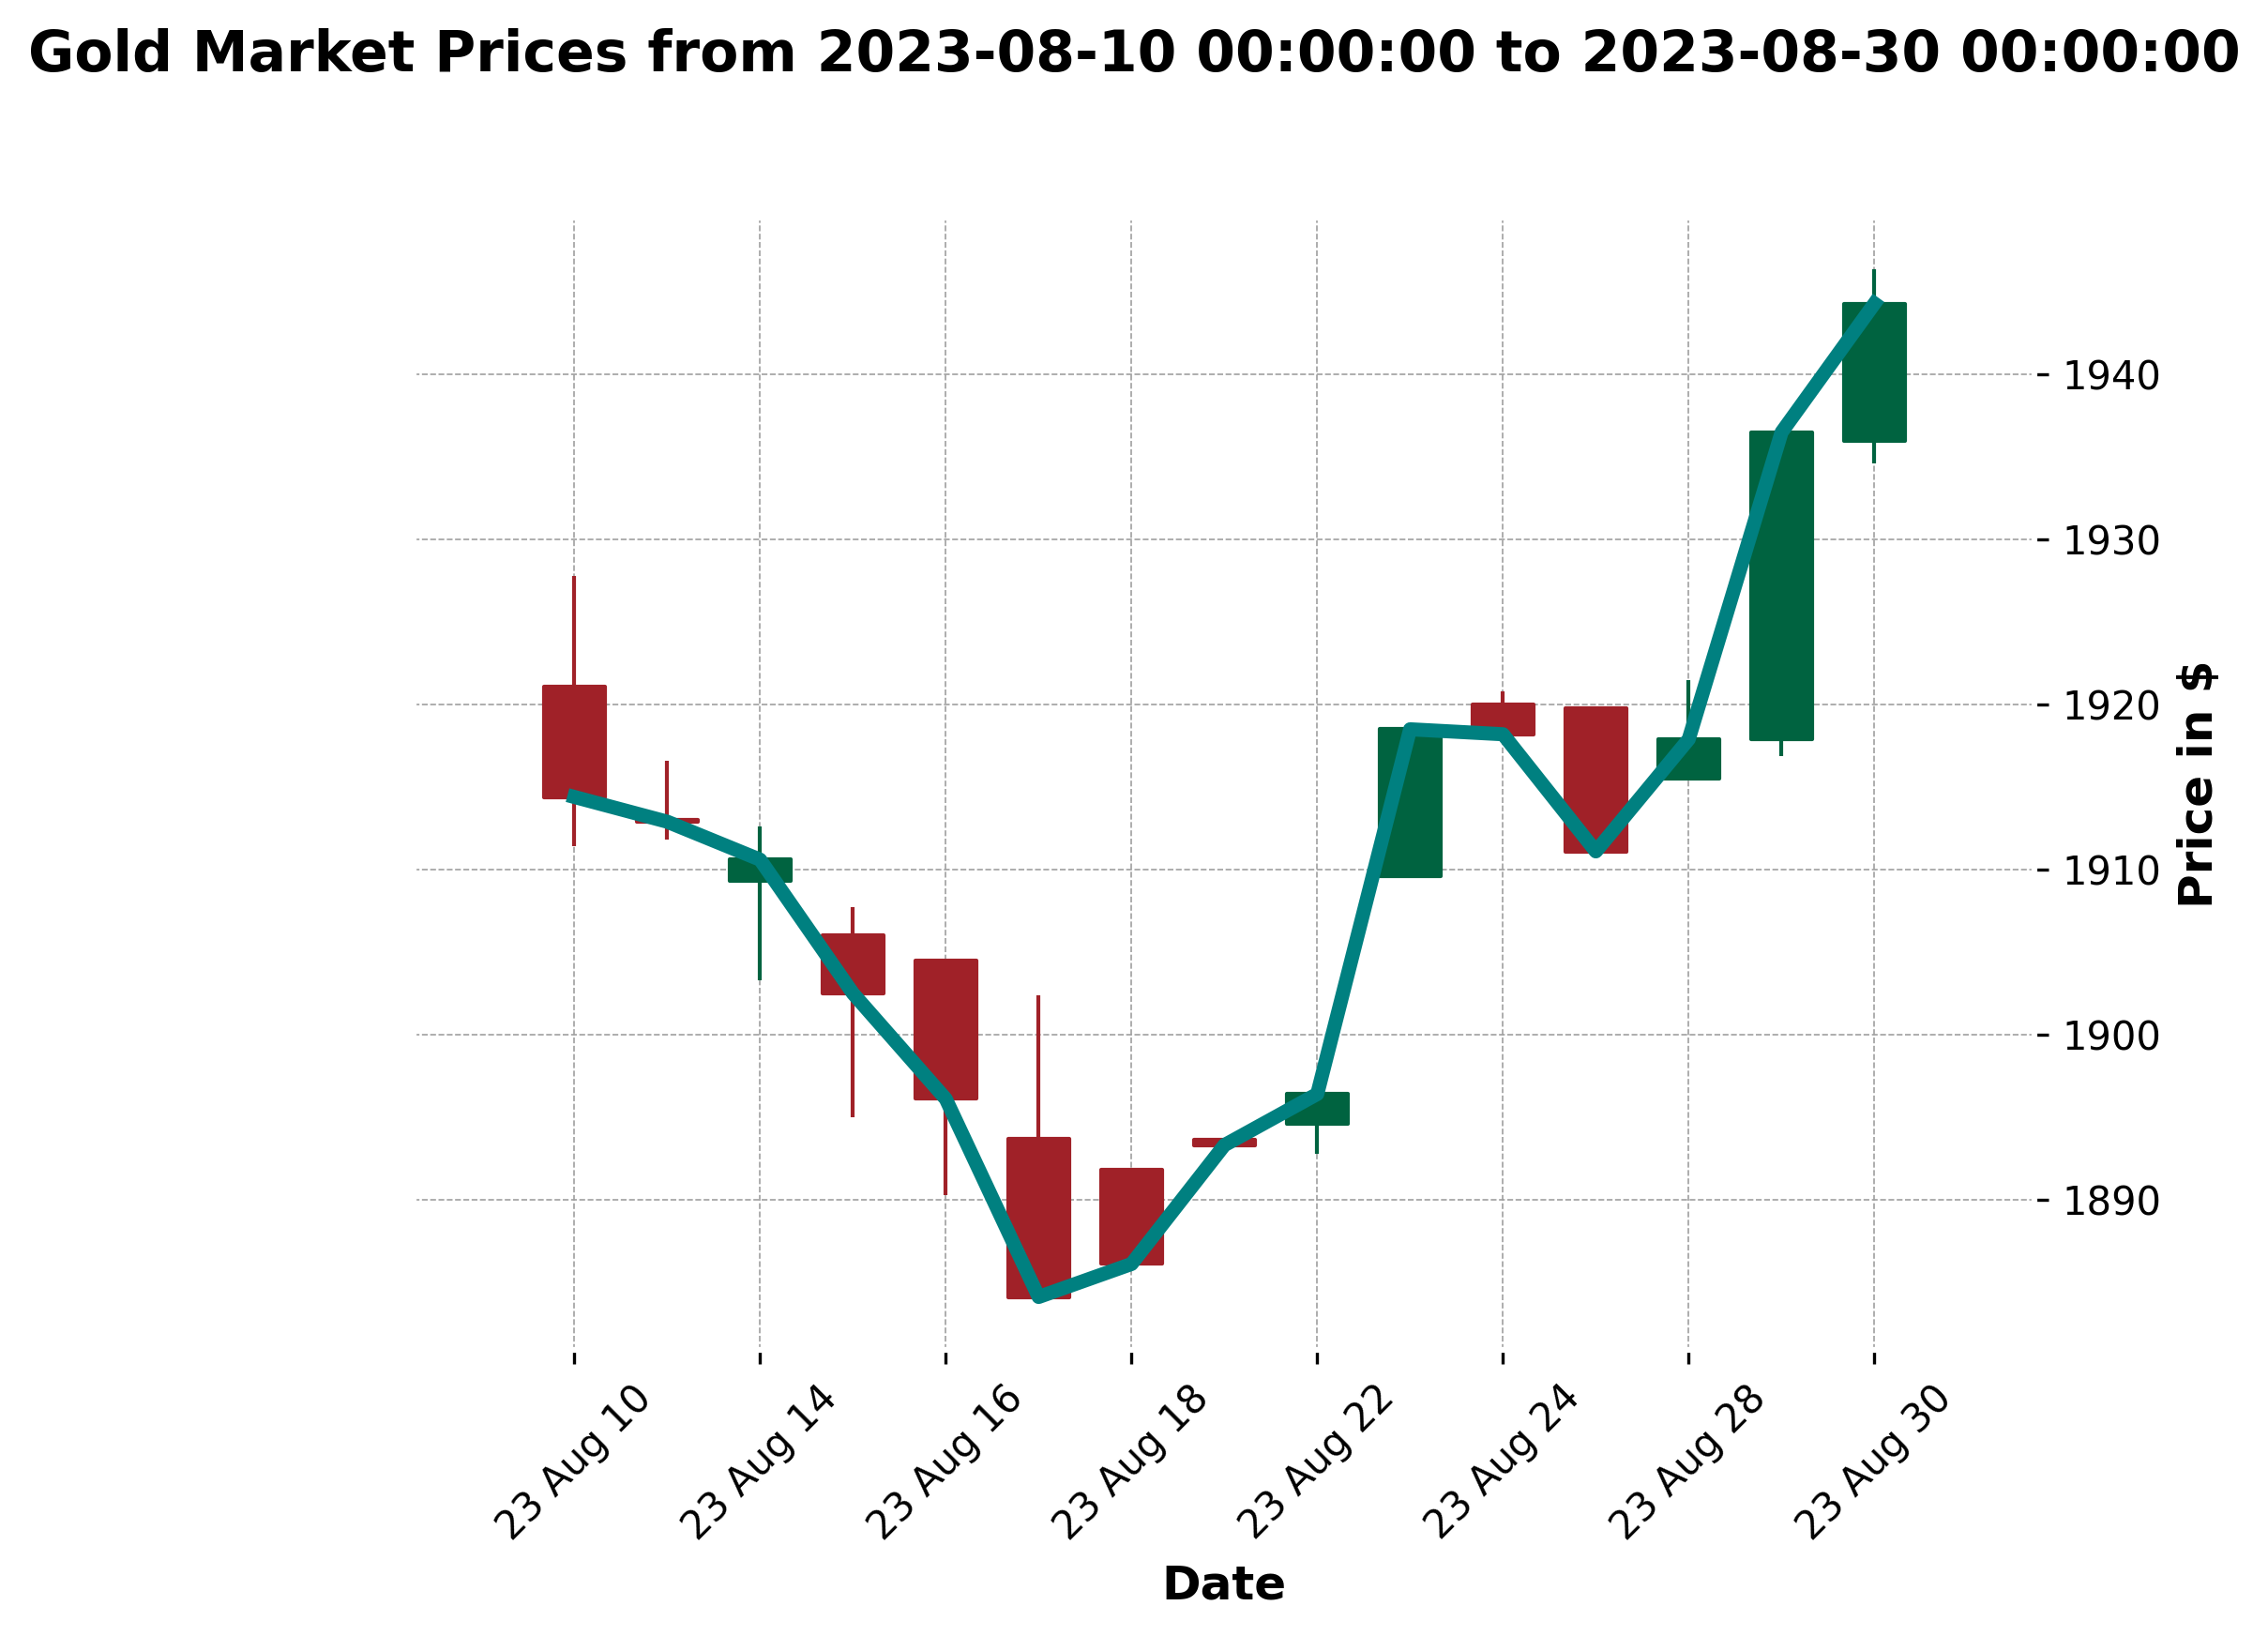 Gold Market Prices from 2023-08-10 00:00:00 to 2023-08-30 00:00:00
1940
1930
1920
1910
1900
1890
Price in $
23 Aug 10
23 Aug 14
23 Aug 16
23 Aug 18
23 Aug 22
23 Aug 24
23 Aug 28
23 Aug 30
Date